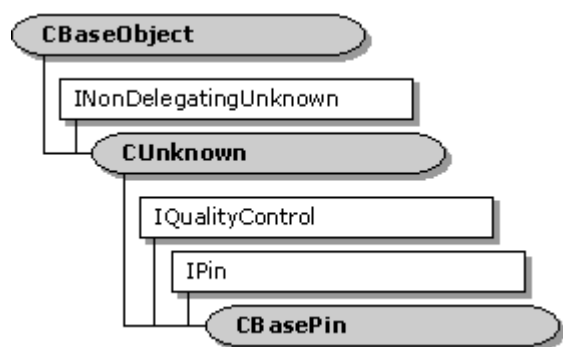 CBaseObject
INonDelegatingUnknown
CUnknown
IQualityControl
IPin
CBasePin